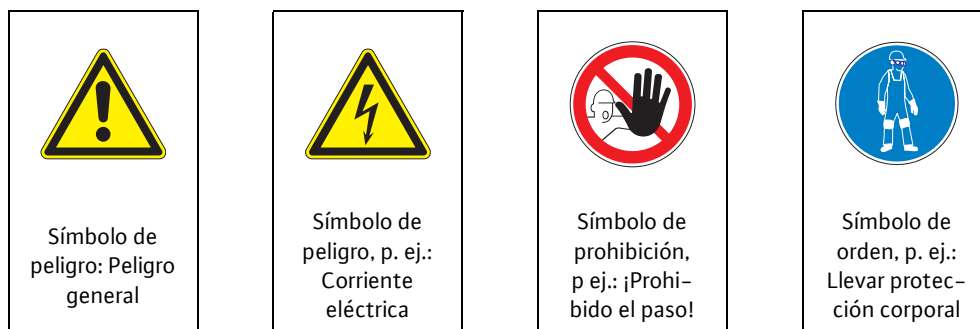 Símbolo de
peligro: Peligro
general
Símbolo de
peligro, p. ej.:
Corriente
eléctrica
Símbolo de
prohibición,
p ej.: ¡Prohi-
bido el paso!
Símbolo de
orden, p. ej.:
Llevar protec-
ción corporal